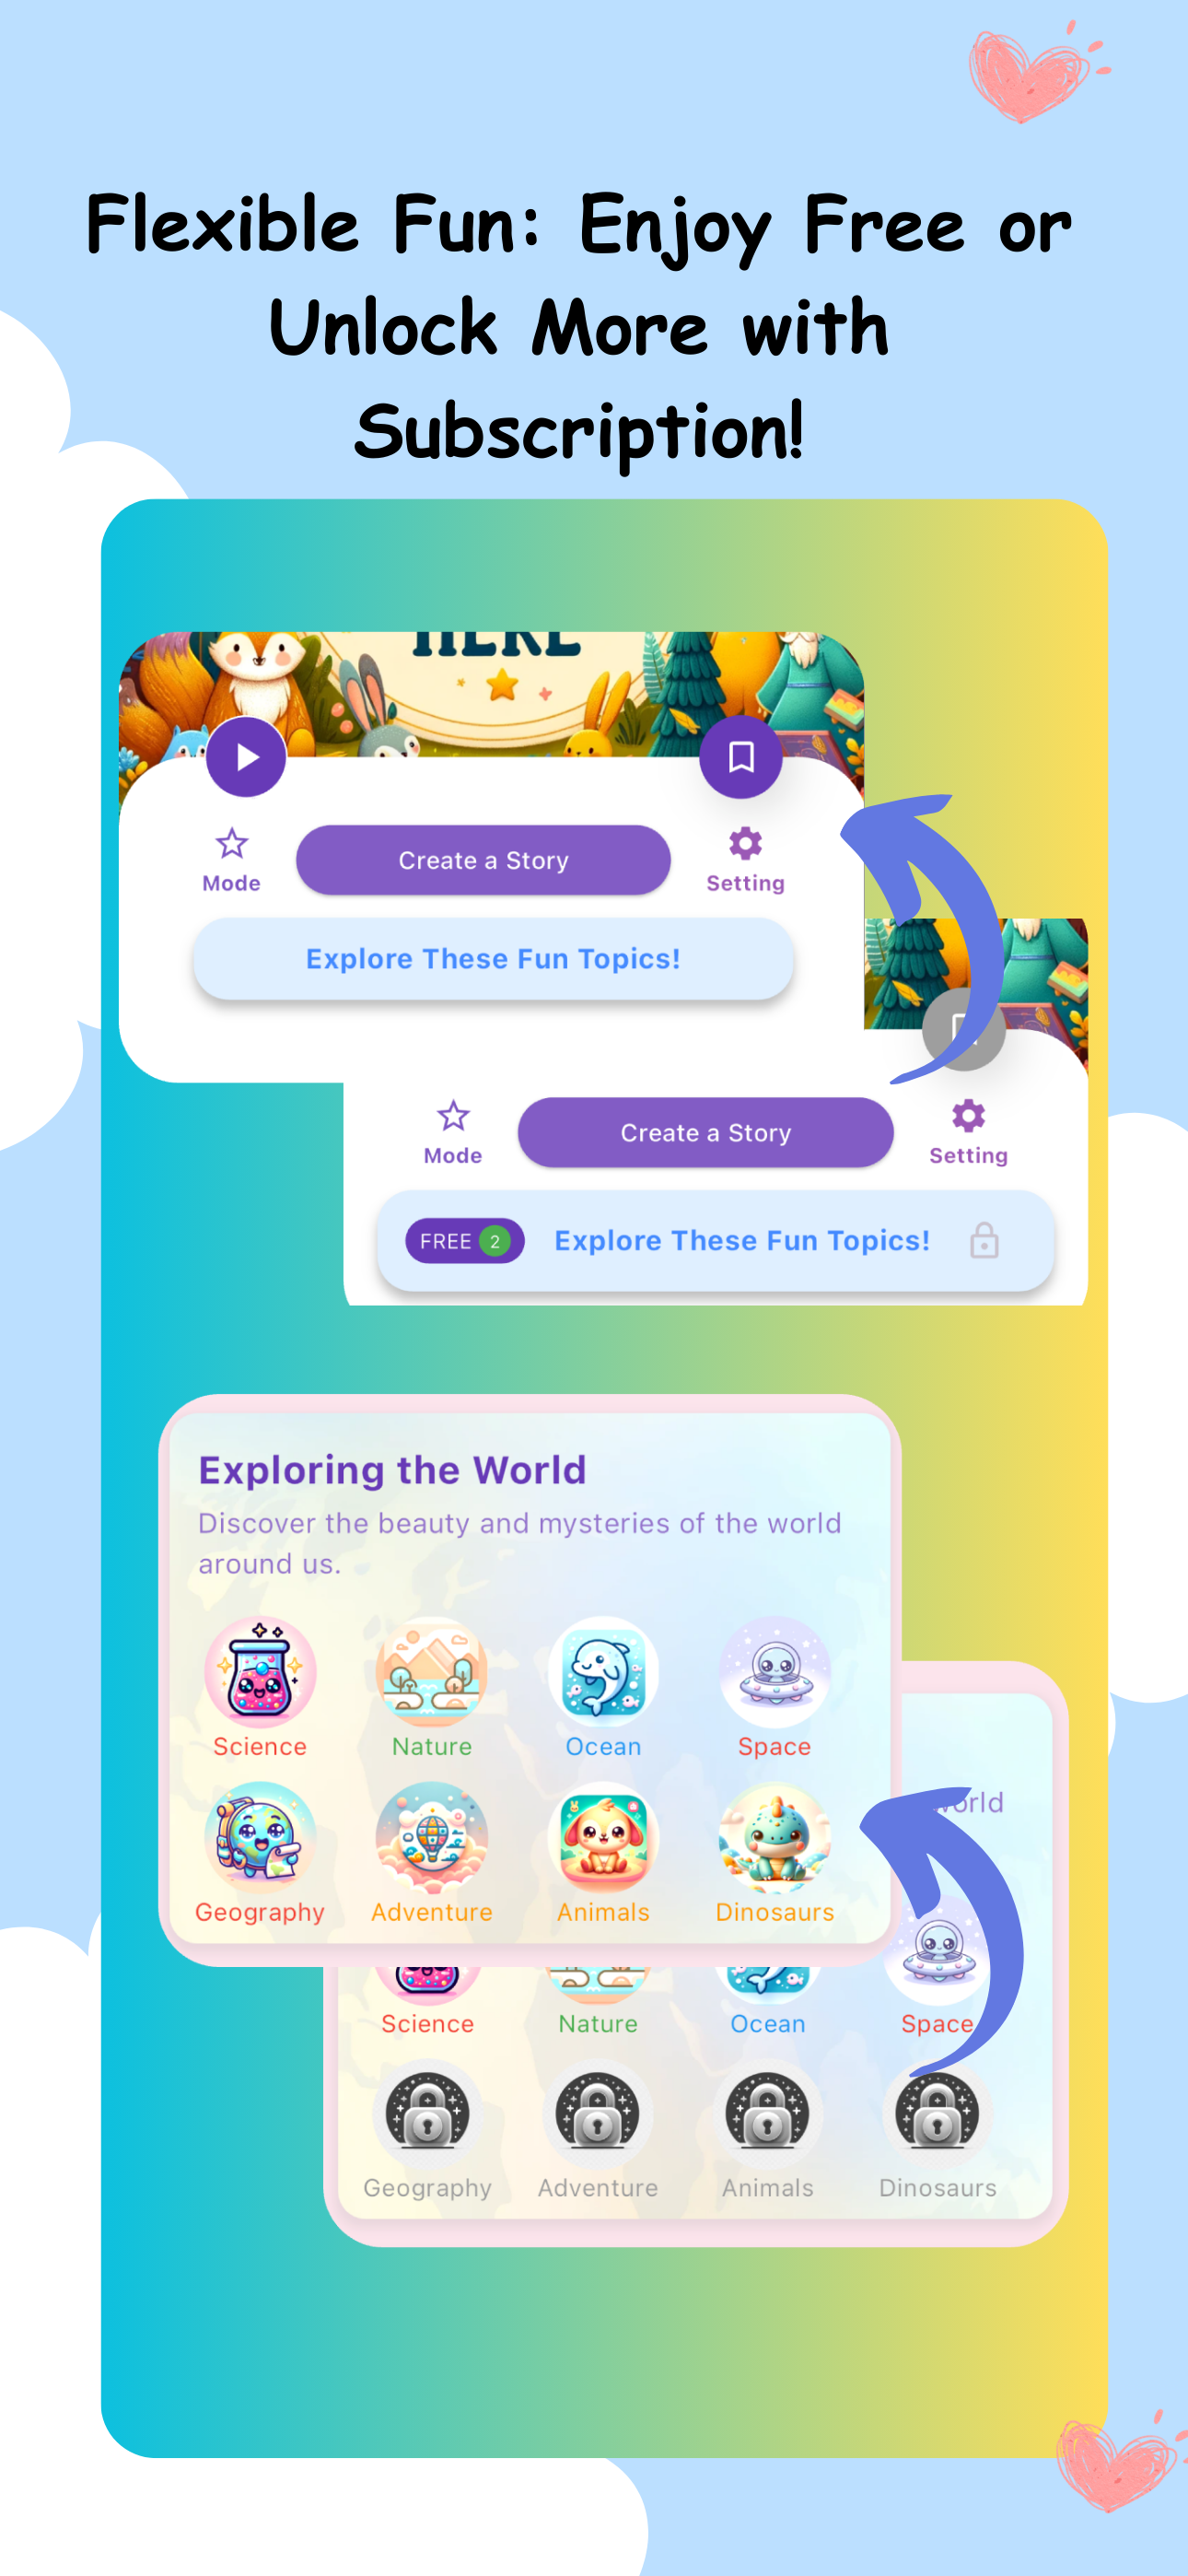 Flexible Fun: Enjoy Free or
Unlock More with
Subscription!
HERE
Mode
Create a Story
Setting
Explore These Fun Topics!
Mode
Create a Story
Setting
FREE 2
Explore These Fun Topics!
Exploring the World
Discover the beauty and mysteries of the world
around us.
Science
Nature
Ocean
Space
Geography
Adventure
Animals
Dinosaurs
Science
Nature
Ocean
Space
Geography
Adventure
Animals
Dinosaurs